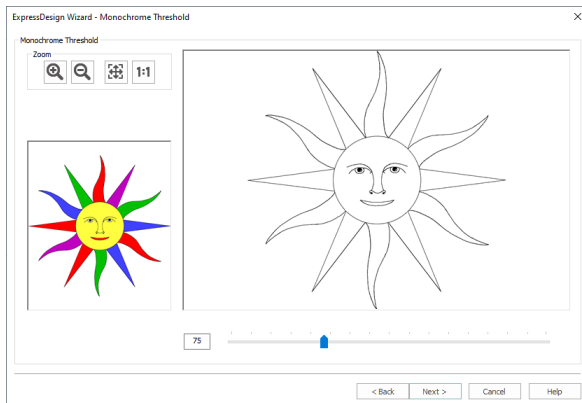 ExpressDesign Wizard - Monochrome Threshold
Monochrome Threshold
Zoom
1:1
75
< Back Next > Cancel Help